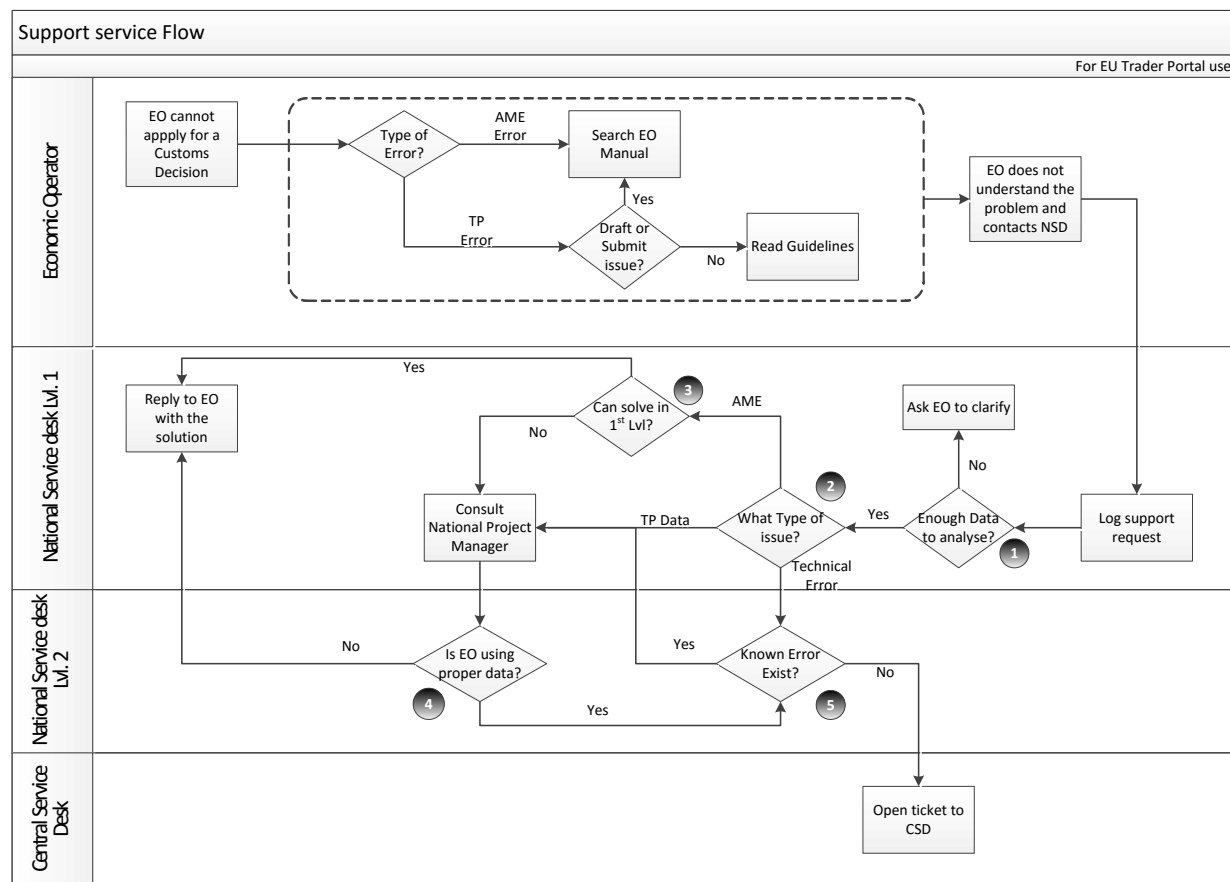 Support service Flow
For EU Trader Portal use
Economic Operator
EO cannot
appply for a
Customs
Decision
Type of
Error?
AME
Error
Search EO
Manual
TP
Error
Yes
Draft or
Submit
issue?
No
Read Guidelines
EO does not
understand the
problem and
contacts NSD
National Service desk Lvl. 1
Reply to EO
with the
solution
Yes
Can solve in
1st Lvl?
3
No
AME
Ask EO to clarify
No
Consult
National Project
Manager
TP Data
What Type of
issue?
2
Yes
Enough Data
to analyse?
1
Log support
request
Technical
Error
National Service desk
Lvl. 2
No
Is EO using
proper data?
4
Yes
Yes
Known Error
Exist?
5
No
Central Service
Desk
Open ticket to
CSD